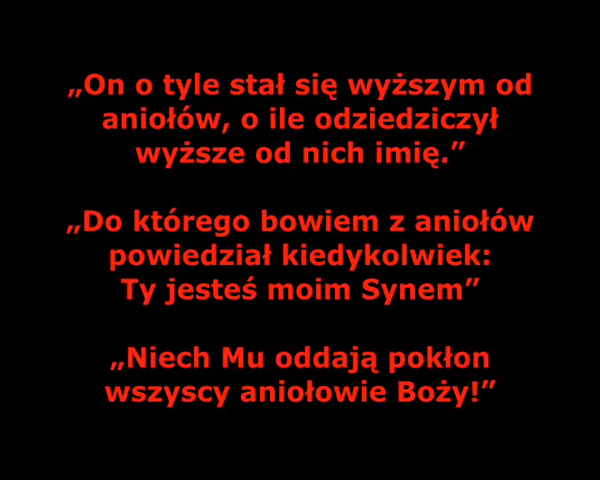 „On o tyle stał się wyższym od
aniołów, o ile odziedziczył
wyższe od nich imię.”
„Do którego bowiem z aniołów
powiedział kiedykolwiek:
Ty jesteś moim Synem”
„Niech Mu oddają pokłon
wszyscy aniołowie Boży!”